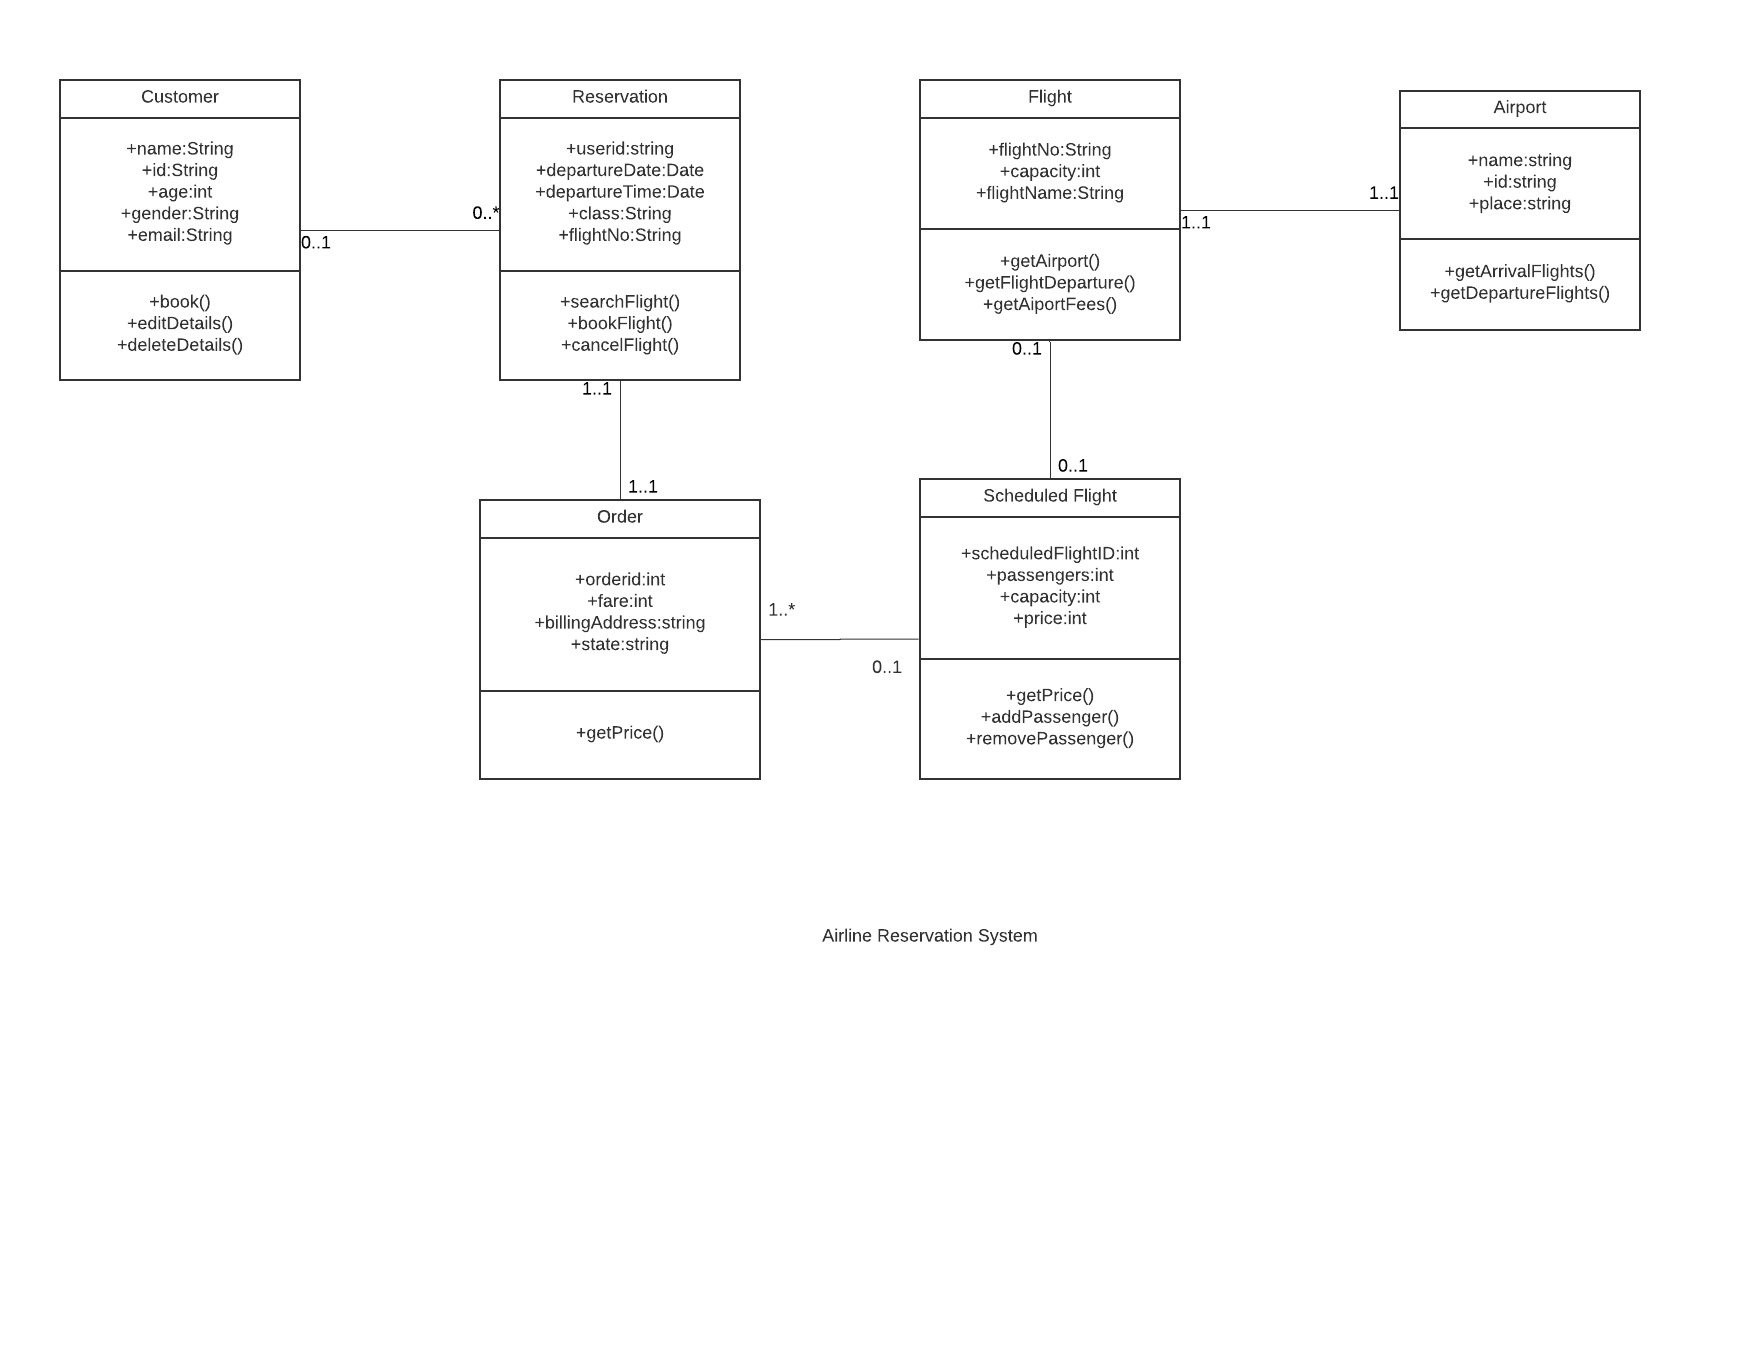 Customer
+name:String
+id:String
+age:int
+gender:String
+email:String
+book()
+editDetails()
+deleteDetails()
0..1
0..*
Reservation
+userid:string
+departureDate:Date
+departureTime:Date
+class:String
+flightNo:String
+searchFlight()
+bookFlight()
+cancelFlight()
1..1
1..1
Flight
+flightNo:String
+capacity:int
+flightName:String
+getAirport()
+getFlightDeparture()
+getAiportFees()
1..1
1..1
Airport
+name:string
+id:string
+place:string
+getArrivalFlights()
+getDepartureFlights()
0..1
0..1
Order
+orderid:int
+fare:int
+billingAddress:string
+state:string
+getPrice()
1..*
0..1
Scheduled Flight
+scheduledFlightID:int
+passengers:int
+capacity:int
+price:int
+getPrice()
+addPassenger()
+removePassenger()
Airline Reservation System